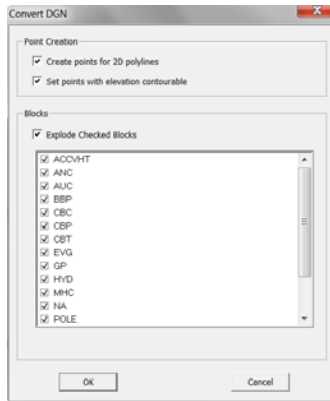 Convert DGN
Point Creation
Create points for 2D polylines
Set points with elevation contourable
Blocks
Explode Checked Blocks
ACCVHT
ANC
AUC
BBP
CBC
CBP
CBT
EVG
GP
HYD
MHC
NA
POLE
OK
Cancel